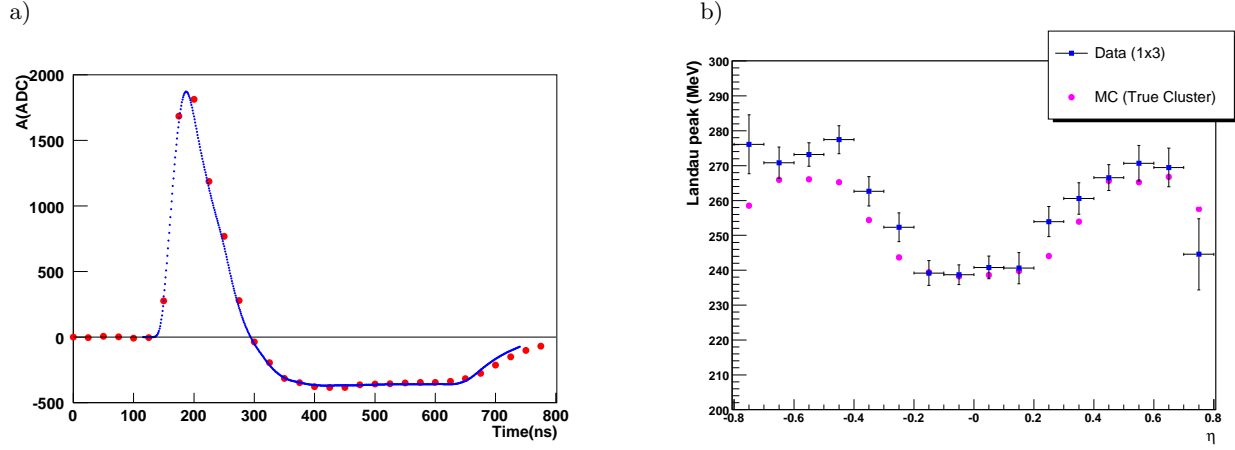 a)
A(ADC)
2000
1500
1000
500
0
-500
0 100 200 300 400 500 600 700 800
Time(ns)
b)
Data (1x3)
MC (True Cluster)
Landau peak (MeV)
300
290
280
270
260
250
240
230
220
210
200
-0.8 -0.6 -0.4 -0.2 -0 0.2 0.4 0.6 0.8
η